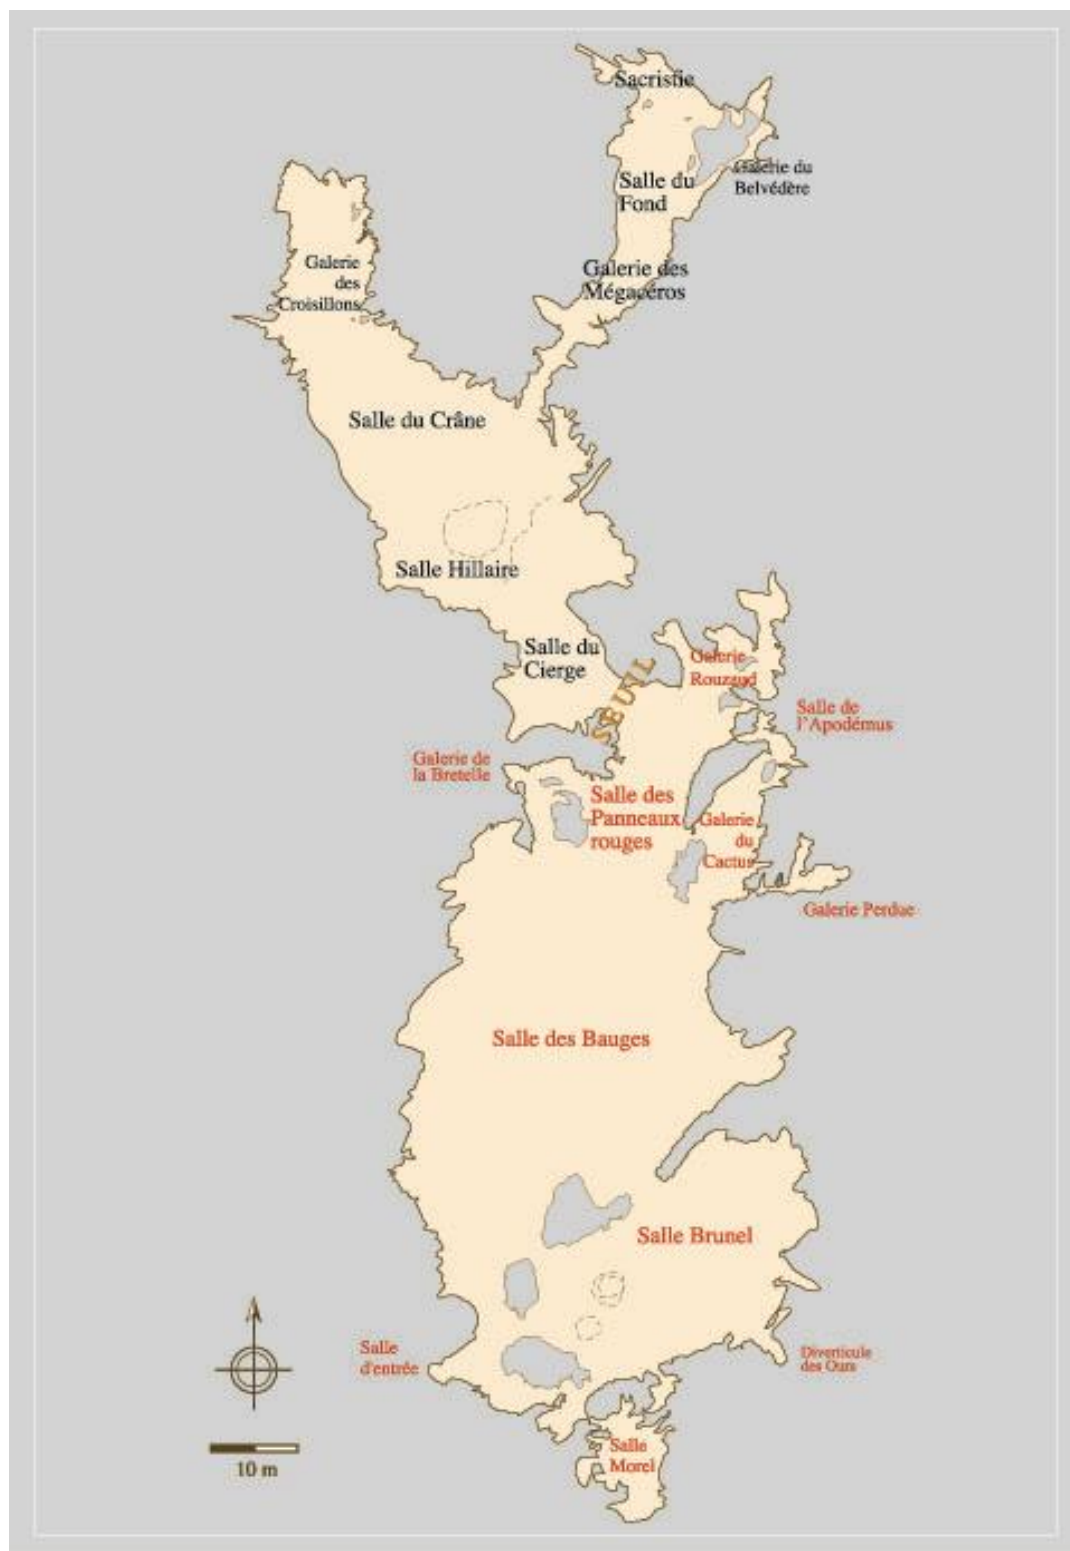 Sacristie
Galerie du
Belvédère
Salle du
Fond
Galerie
des
Croisillons
Galerie des
Mégacéros
Salle du Crâne
Salle Hillaire
Salle du
Cierge
SEUIL
Galerie
Rouzaud
Salle de
l'Apodémus
Galerie de
la Bretelle
Salle des
Panneaux
rouges
Galerie
du
Cactus
Galerie Perdue
Salle des Bauges
Salle Brunel
Salle
d'entrée
Diverticule
des Ours
Salle
Morel
10 m